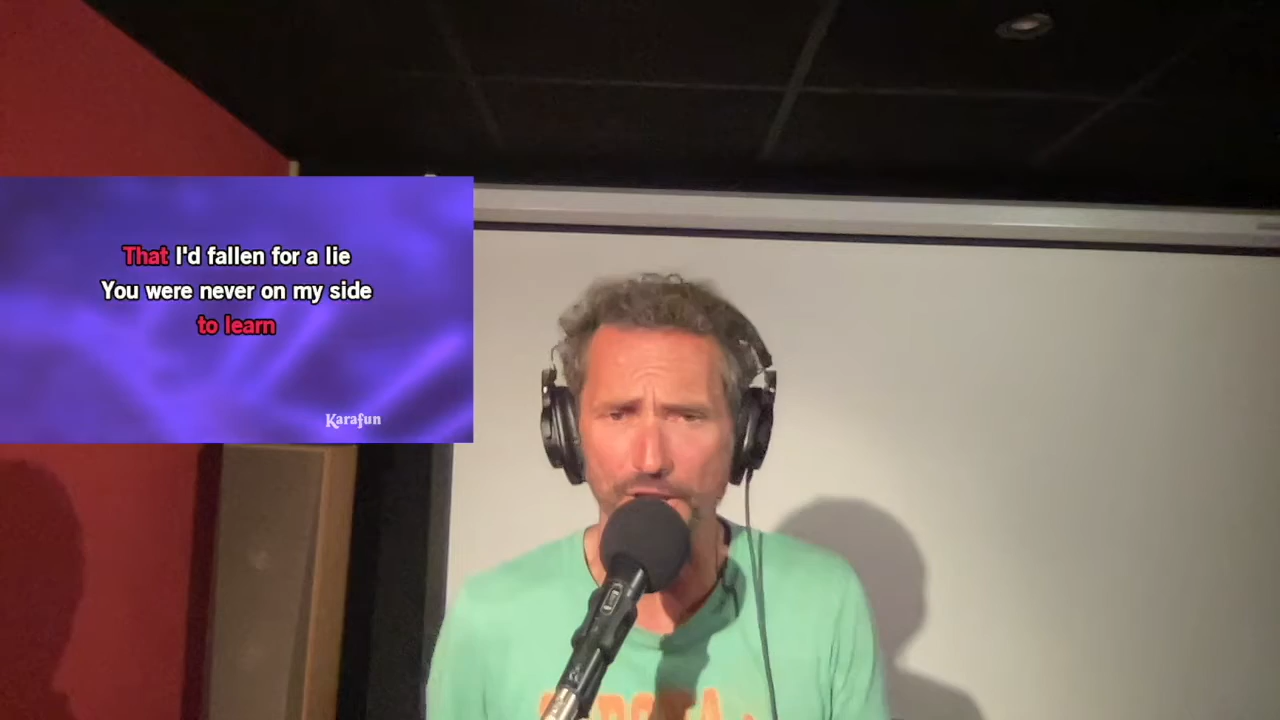 That I'd fallen for a lie
You were never on my side
to learn
Karafun